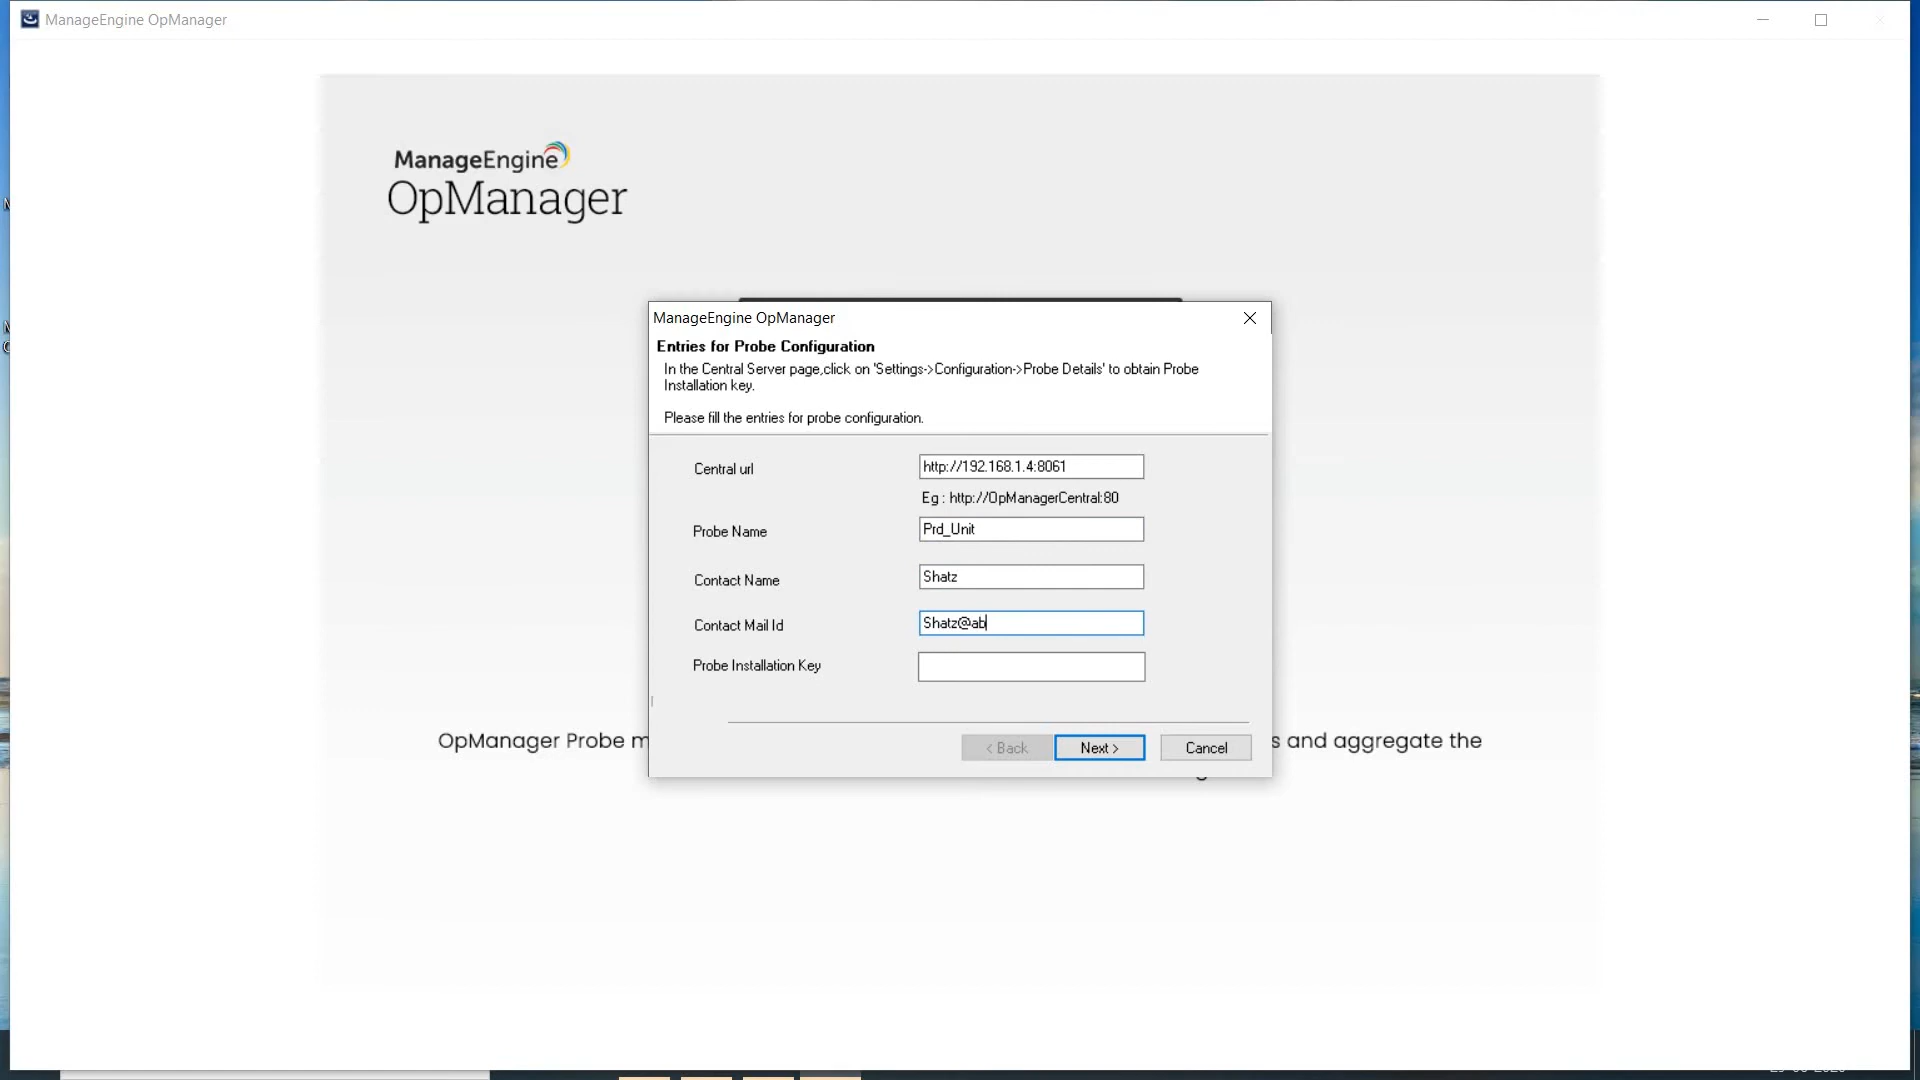 ManageEngine OpManager
ManageEngine
OpManager
ManageEngine OpManager
Entries for Probe Configuration
In the Central Server page,click on 'Settings->Configuration->Probe Details' to obtain Probe
Installation key.
Please fill the entries for probe configuration.
Central url
http://192.168.1.4:8061
Eg : http://OpManagerCentral:80
Probe Name
Prd_Unit
Contact Name
Shatz
Contact Mail Id
Shatz@ab
Probe Installation Key
OpManager Probe m
s and aggregate the
< Back
Next >
Cancel